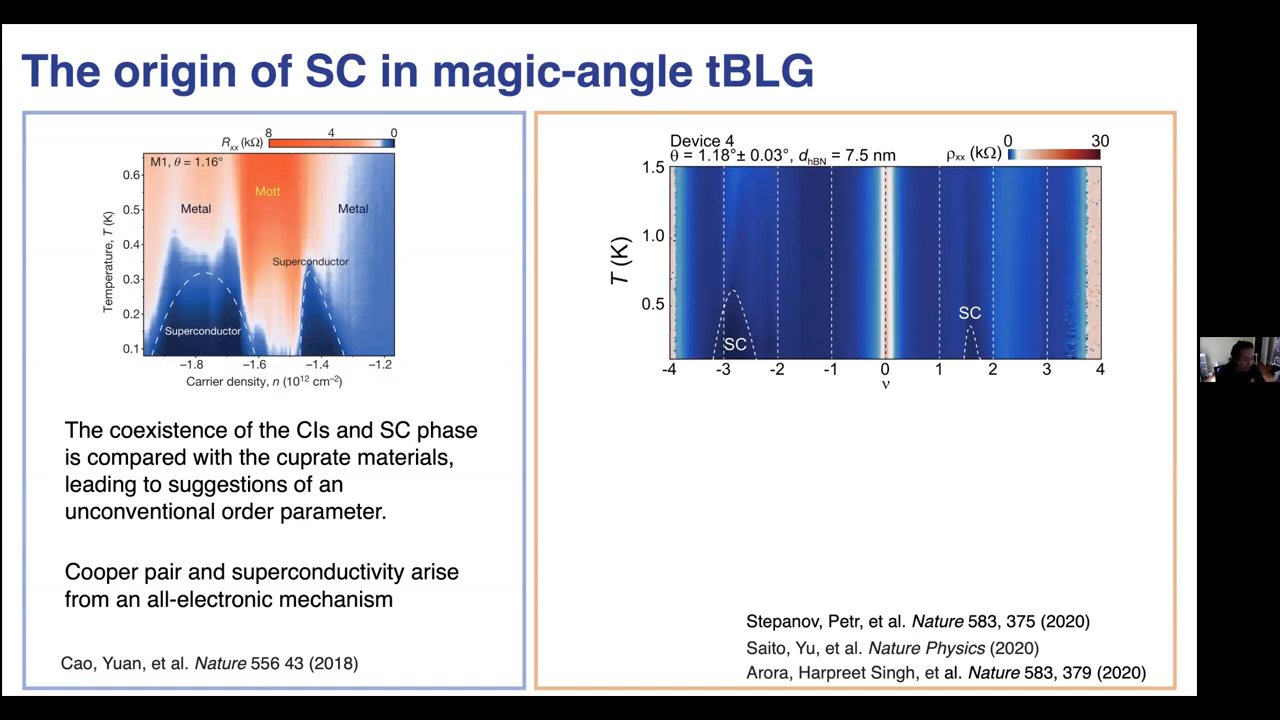 The origin of SC in magic-angle tBLG
Rxx (kΩ)
8 4 0
M1, θ = 1.16°
Mott
Metal
Metal
Superconductor
Superconductor
Temperature, T (K)
0.6
0.5
0.4
0.3
0.2
0.1
−1.8 −1.6 −1.4 −1.2
Carrier density, n (10¹² cm⁻²)
The coexistence of the CIs and SC phase
is compared with the cuprate materials,
leading to suggestions of an
unconventional order parameter.
Cooper pair and superconductivity arise
from an all-electronic mechanism
Cao, Yuan, et al. Nature 556 43 (2018)
Device 4
θ = 1.18°± 0.03°, dhBN = 7.5 nm
ρxx (kΩ)
0 30
T (K)
1.5
1.0
0.5
SC
SC
-4 -3 -2 -1 0 1 2 3 4
ν
Stepanov, Petr, et al. Nature 583, 375 (2020)
Saito, Yu, et al. Nature Physics (2020)
Arora, Harpreet Singh, et al. Nature 583, 379 (2020)